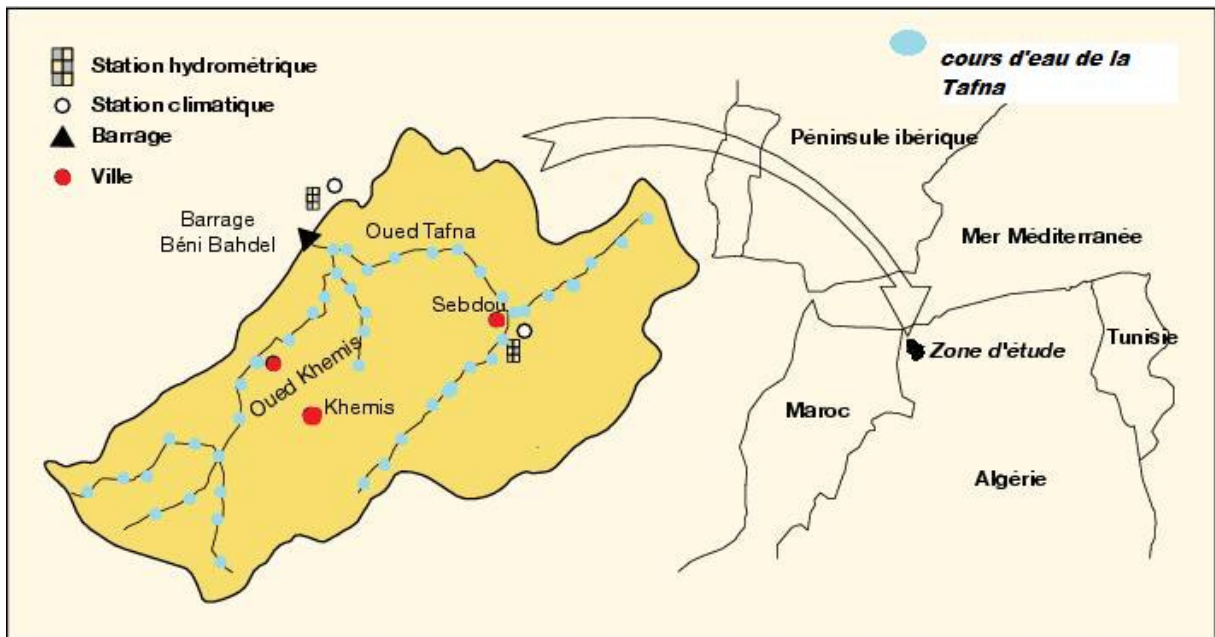 Station hydrométrique
Station climatique
Barrage
Ville
cours d'eau de la
Tafna
Péninsule ibérique
Barrage
Béni Bahdel
Oued Tafna
Mer Méditerranée
Sebdou
Zone d'étude
Tunisie
Oued Khemis
Khemis
Maroc
Algérie